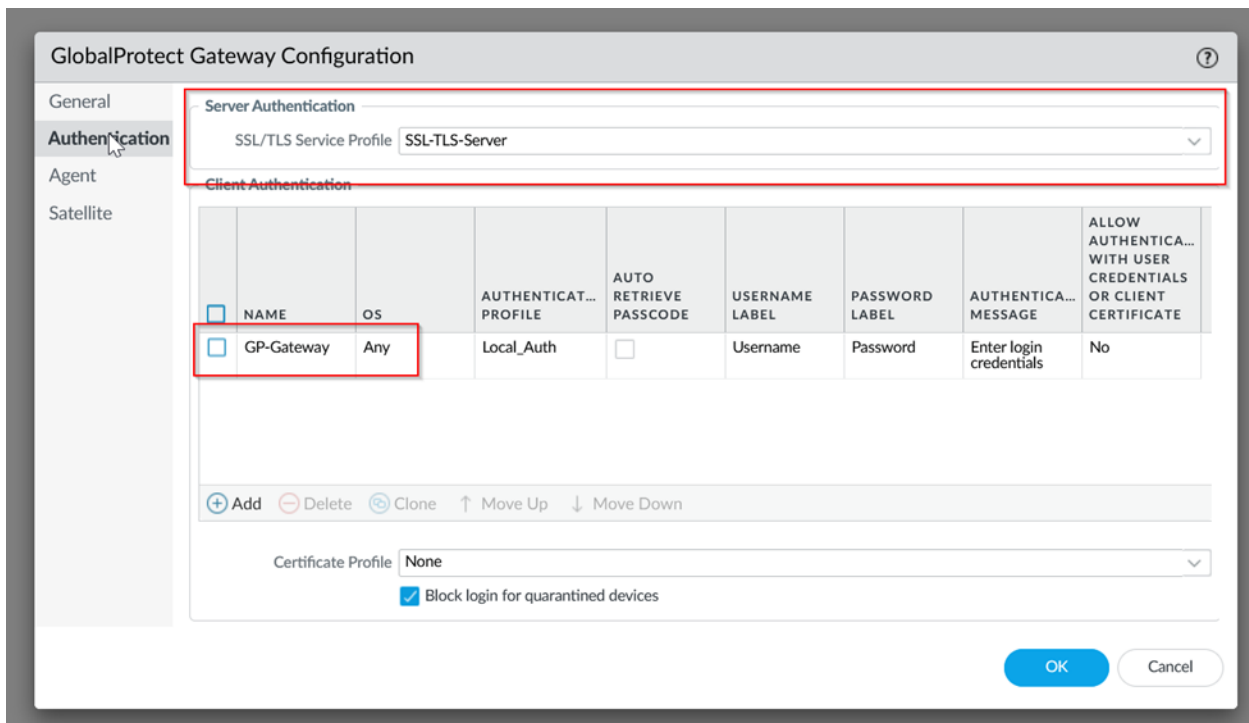 GlobalProtect Gateway Configuration
General
Authentication
Agent
Satellite
Server Authentication
SSL/TLS Service Profile SSL-TLS-Server
Client Authentication
NAME
OS
AUTHENTICAT...
PROFILE
AUTO
RETRIEVE
PASSCODE
USERNAME
LABEL
PASSWORD
LABEL
AUTHENTICA...
MESSAGE
ALLOW
AUTHENTICA...
WITH USER
CREDENTIALS
OR CLIENT
CERTIFICATE
GP-Gateway Any Local_Auth Username Password Enter login No
credentials
Add Delete Clone Move Up Move Down
Certificate Profile None
Block login for quarantined devices
OK Cancel